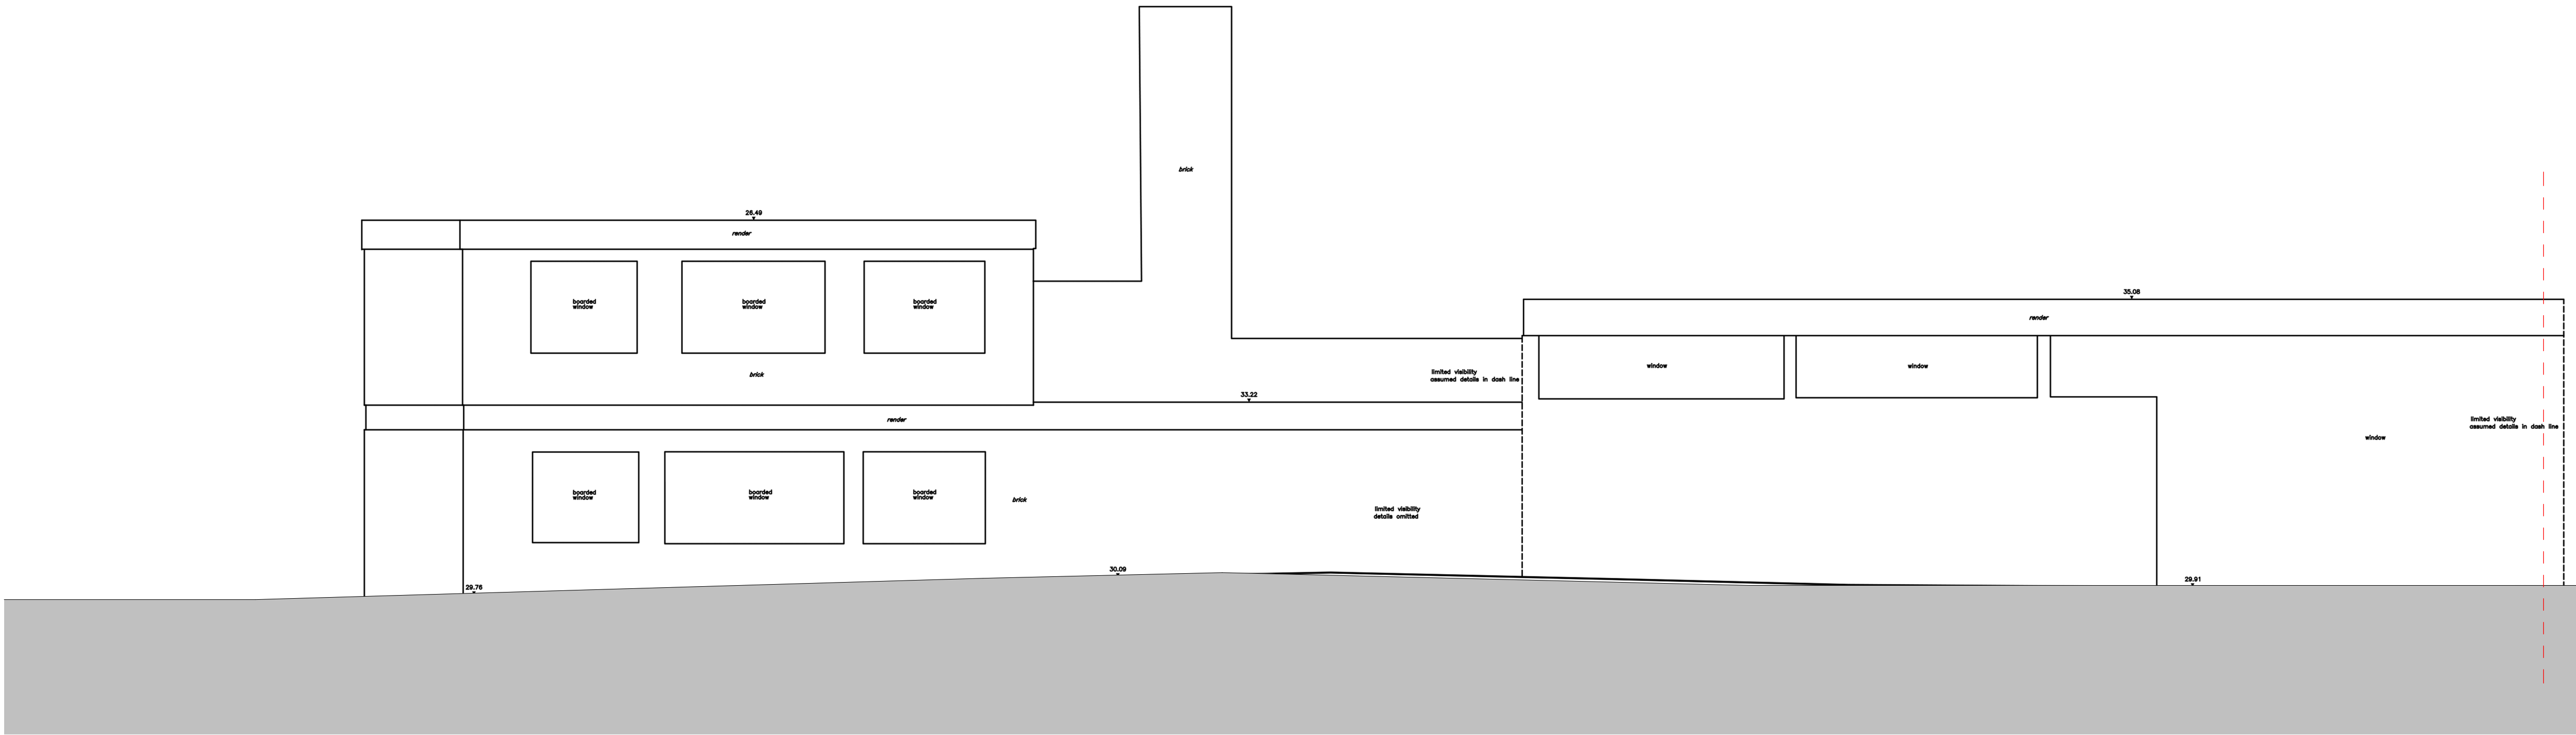 brick
26.49
render
35.08
render
boarded
window
boarded
window
boarded
window
window
window
limited visibility
assumed details in dash line
brick
33.22
render
limited visibility
assumed details in dash line
window
boarded
window
boarded
window
boarded
window
brick
limited visibility
details omitted
30.09
29.91
29.76